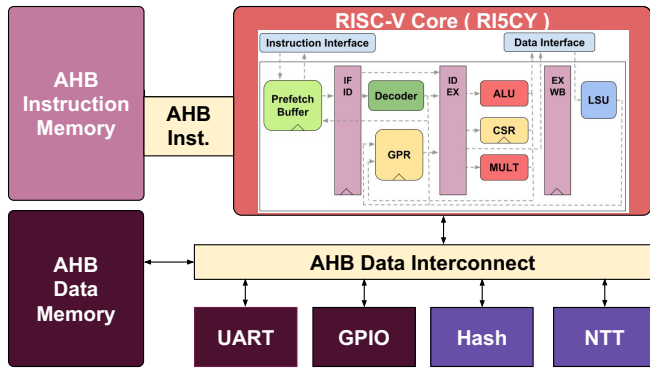 RISC-V Core ( RI5CY )
AHB
Instruction
Memory
AHB
Inst.
Instruction Interface
Data Interface
Prefetch
Buffer
IF
ID
Decoder
GPR
ID
EX
ALU
CSR
MULT
EX
WB
LSU
AHB
Data
Memory
AHB Data Interconnect
UART
GPIO
Hash
NTT